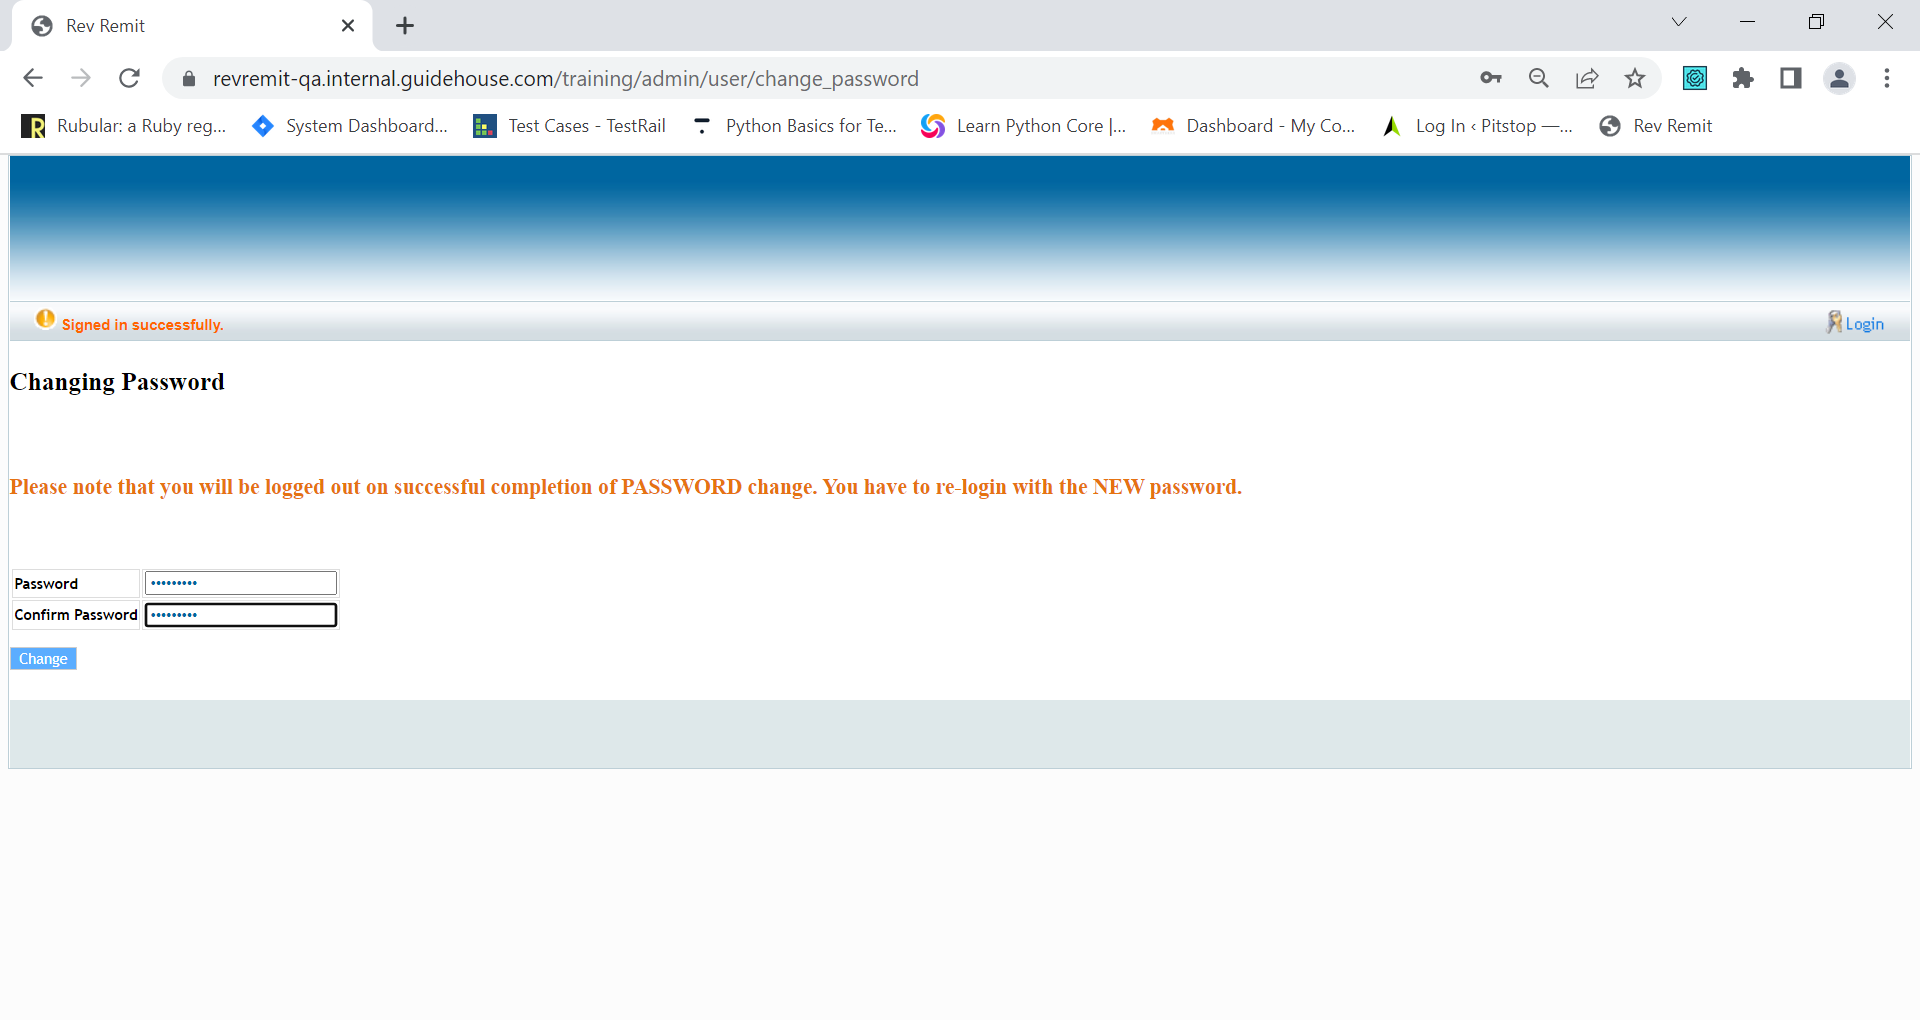 Rev Remit
revremit-qa.internal.guidehouse.com/training/admin/user/change_password
Rubular: a Ruby reg... System Dashboard... Test Cases - TestRail Python Basics for Te... Learn Python Core |... Dashboard - My Co... Log In ‹ Pitstop —... Rev Remit
Signed in successfully. Login
Changing Password
Please note that you will be logged out on successful completion of PASSWORD change. You have to re-login with the NEW password.
Password •••••••••
Confirm Password •••••••••
Change